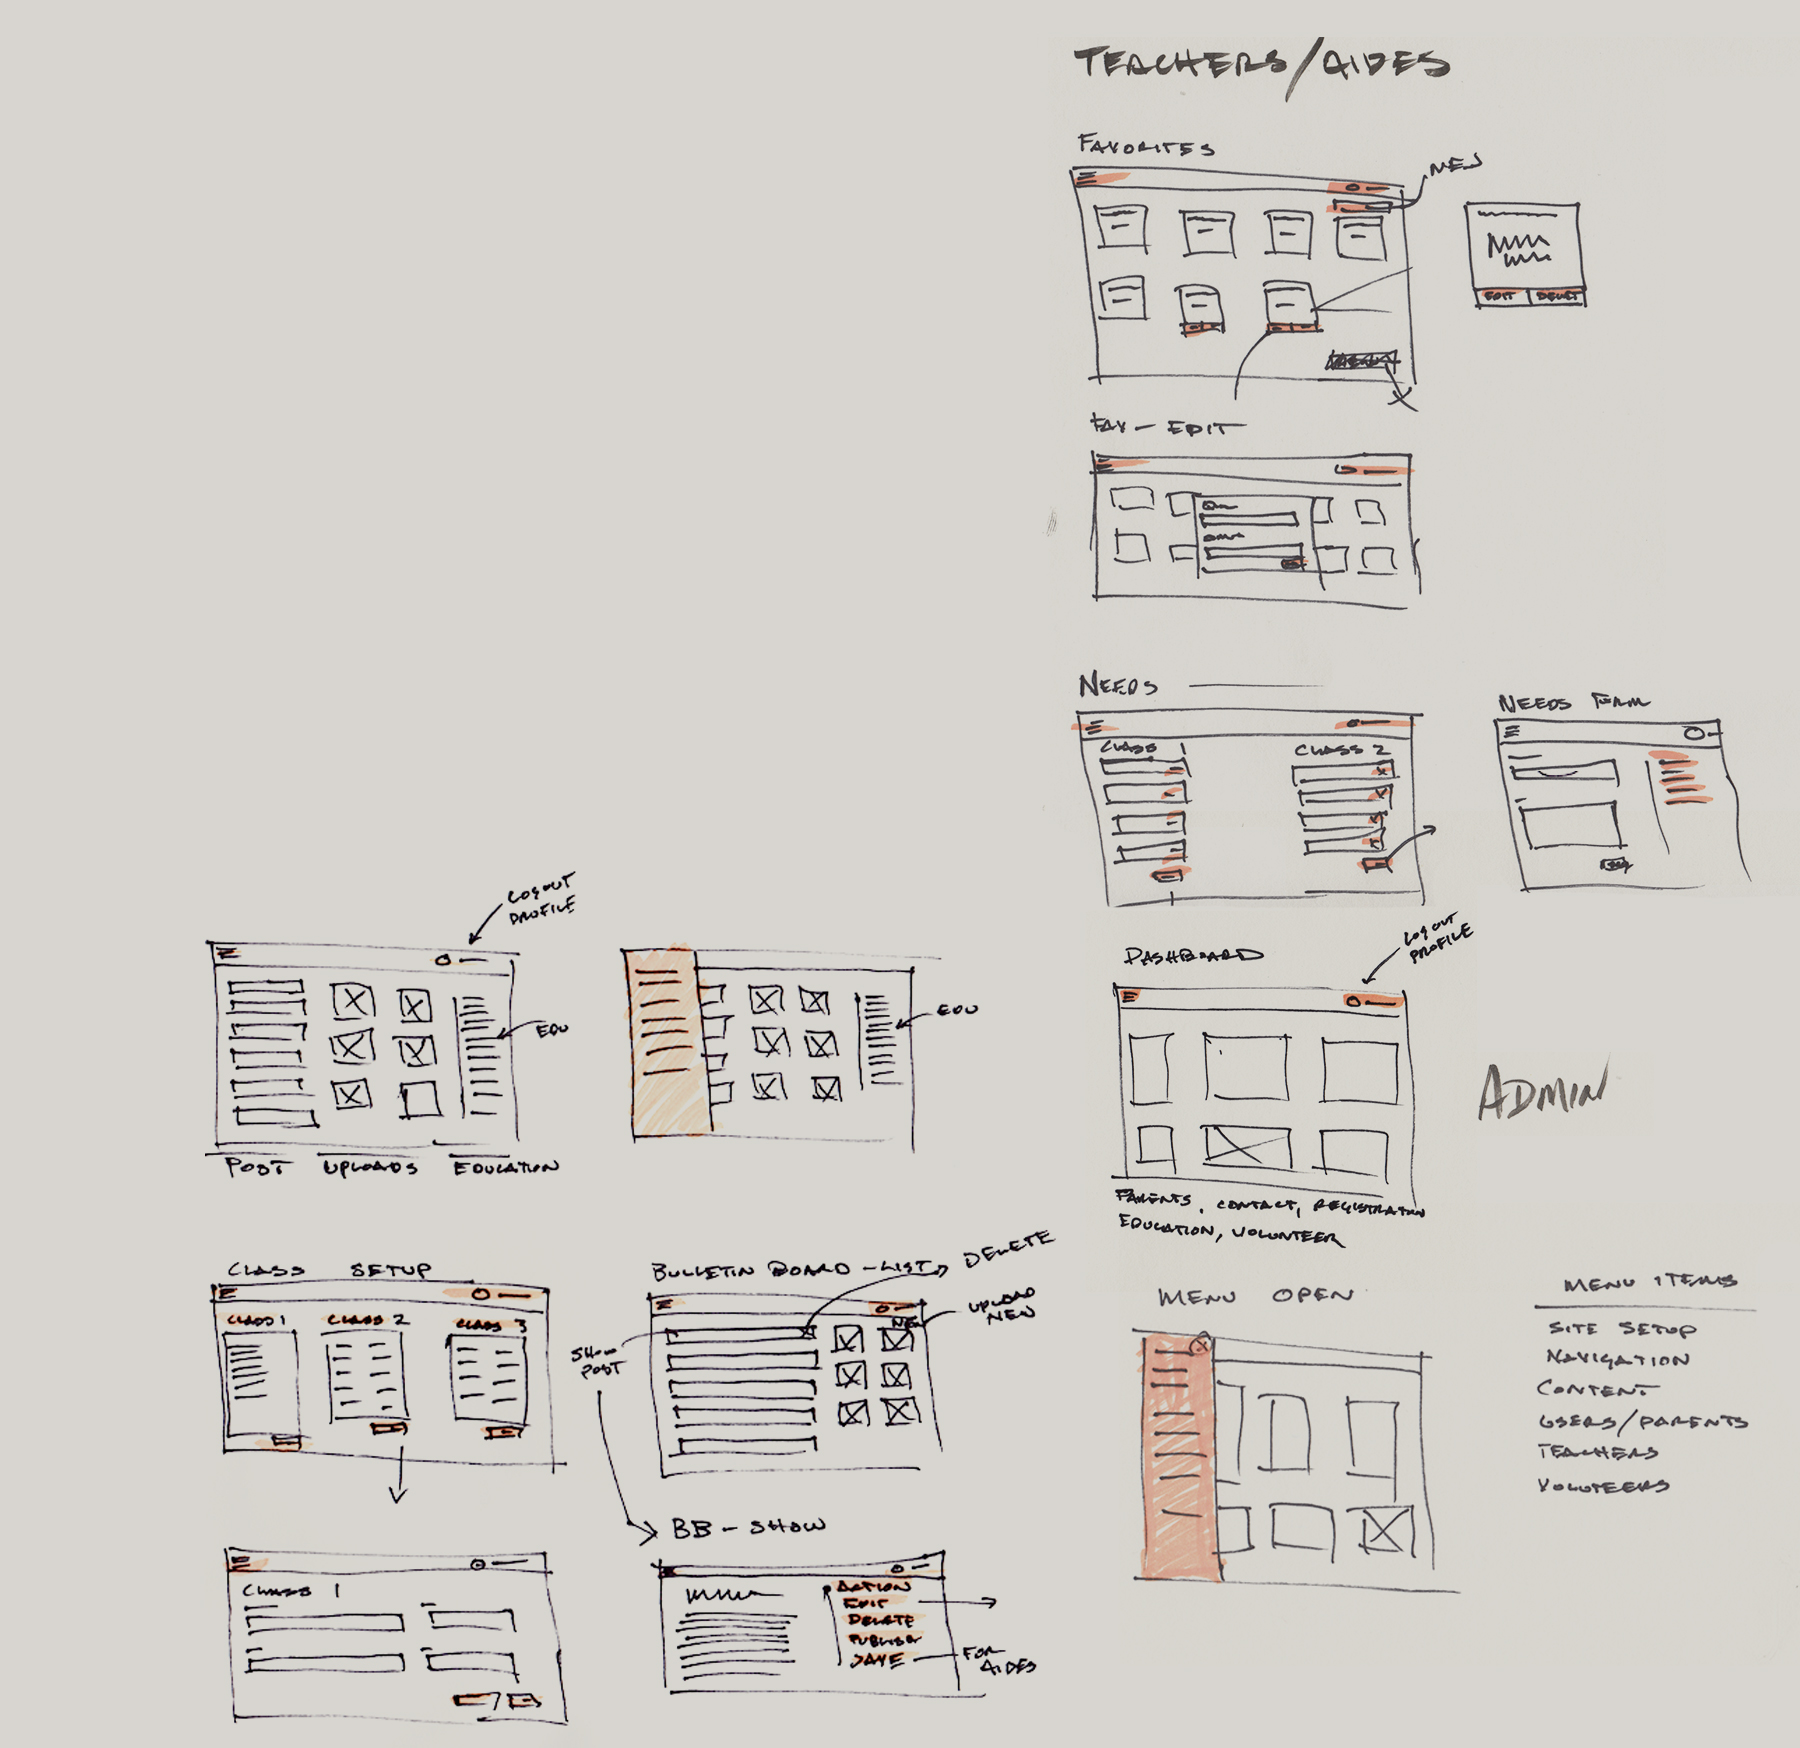 TEACHERS/AIDES
FAVORITES
EDIT
FAV - EDIT
NEEDS
CLASS 1
CLASS 2
NEEDS FORM
LOGOUT
PROFILE
EDU
POST
UPLOADS
EDUCATION
EDU
DASHBOARD
LOGOUT
PROFILE
ADMIN
PARENTS, CONTACT, REGISTRATION
EDUCATION, VOLUNTEER
CLASS SETUP
CLASS 1
CLASS 2
CLASS 3
BULLETIN BOARD - LIST
DELETE
UPLOAD
NEW
NEW
SHOW
POST
CLASS 1
BB - SHOW
ACTION
EDIT
DELETE
PUBLISH
SAVE
FOR
AIDES
MENU OPEN
MENU ITEMS
SITE SETUP
NAVIGATION
CONTENT
USERS/PARENTS
TEACHERS
VOLUTEERS